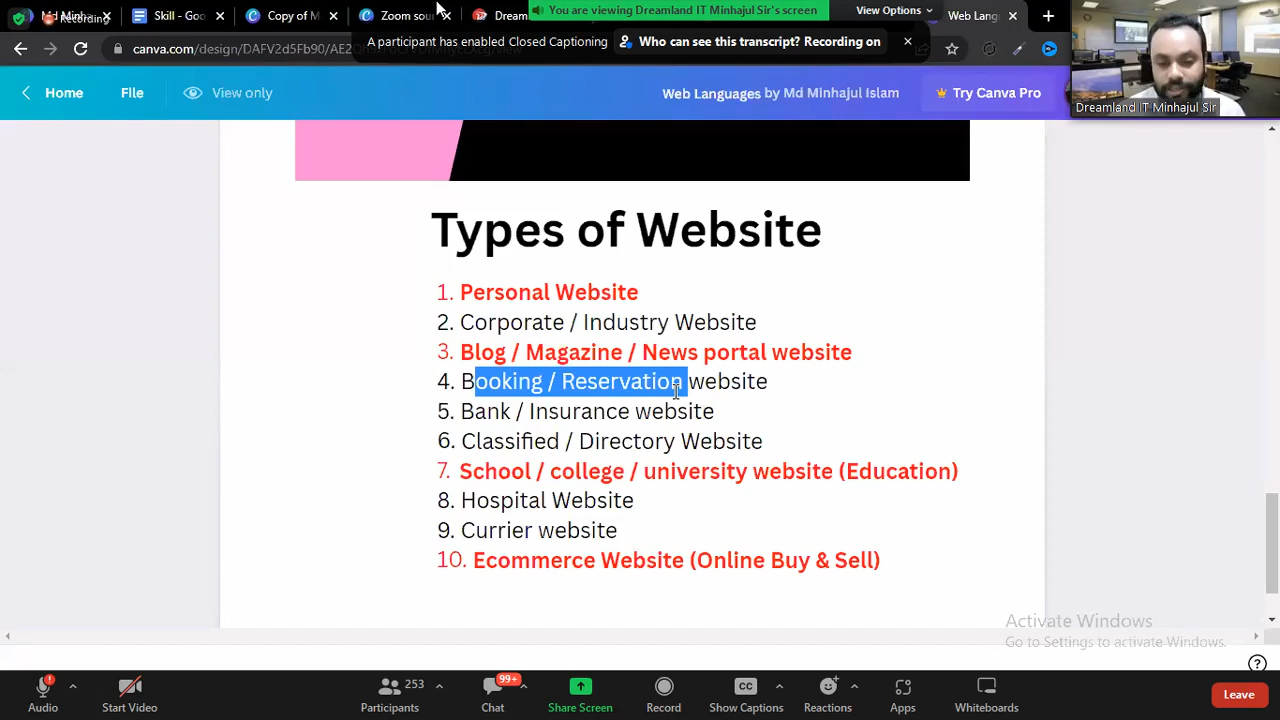 Recording
Md Minh
Skill - Goo
Copy of M
Zoom sou
Dream
You are viewing Dreamland IT Minhajul Sir's screen
View Options
Web Lang
canva.com/design/DAFV2d5Fb90/AE2
A participant has enabled Closed Captioning
Who can see this transcript? Recording on
Dreamland IT Minhajul Sir
Home
File
View only
Web Languages by Md Minhajul Islam
Try Canva Pro
Types of Website
1. Personal Website
2. Corporate / Industry Website
3. Blog / Magazine / News portal website
4. Booking / Reservation website
5. Bank / Insurance website
6. Classified / Directory Website
7. School / college / university website (Education)
8. Hospital Website
9. Currier website
10. Ecommerce Website (Online Buy & Sell)
Activate Windows
Go to Settings to activate Windows.
253
99+
CC
Audio
Start Video
Participants
Chat
Share Screen
Record
Show Captions
Reactions
Apps
Whiteboards
Leave